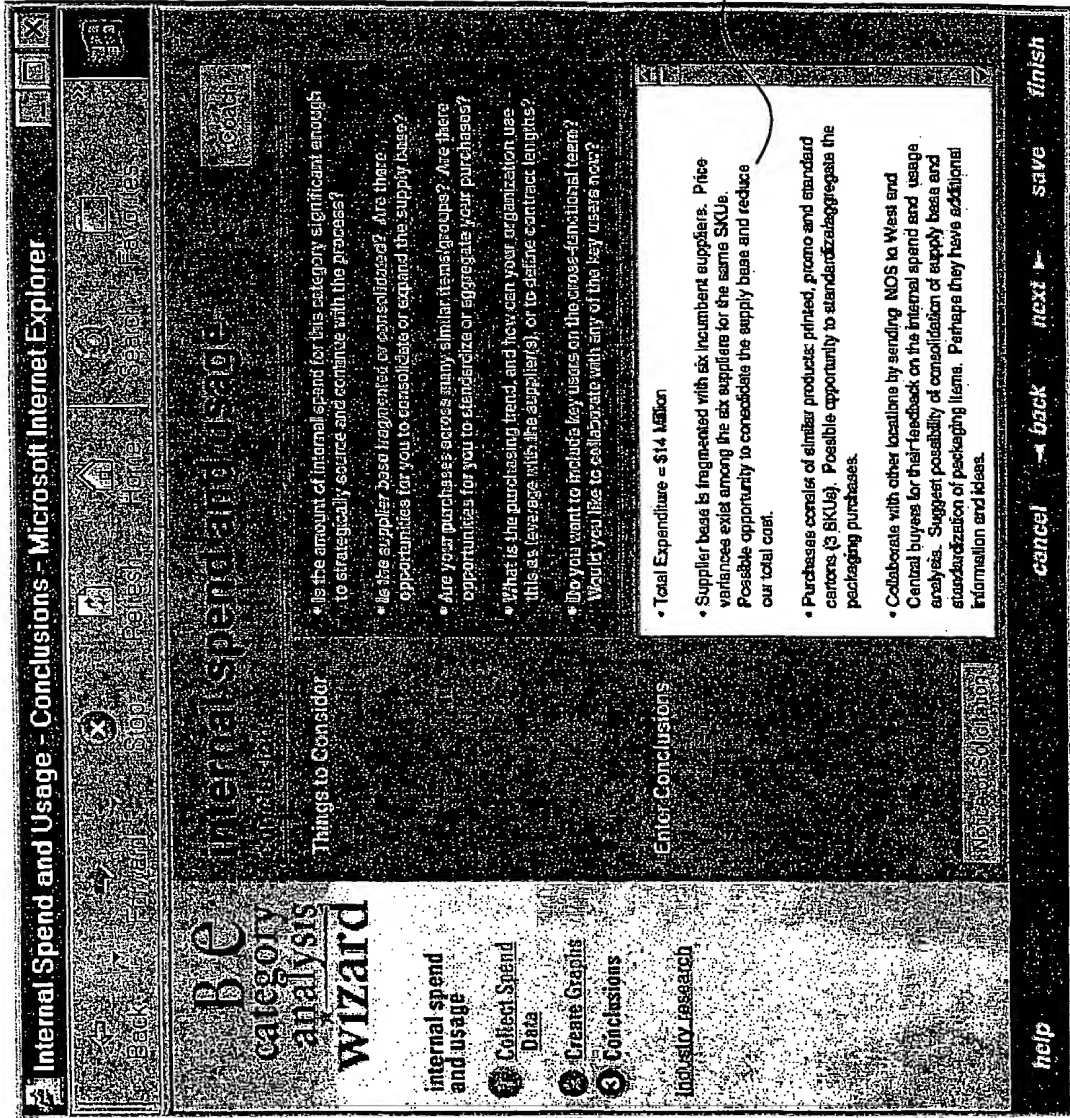 Internal Spend and Usage - Conclusions - Microsoft Internet Explorer
Back Forward Stop Refresh Home Search Favorites
B e
category
analysis
wizard
internal spend
and usage
1 Collect Spend
Data
2 Create Graphs
3 Conclusions
industry research
internal spend and usage
conclusions
coach
Things to Consider
• Is the amount of internal spend for this category significant enough
to strategically source and promote with the process?
• Is the supplier base fragmented or consolidated? Are there
opportunities for you to consolidate or expand the supply base?
• Are your purchases across many similar items/groups? Are there
opportunities for you to standardize or aggregate your purchases?
• What is the purchasing trend, and how can your organization use
this as leverage with the supplier(s), or to define contract lengths?
• Do you want to include key users on the cross-functional team?
Would you like to collaborate with any of the key users now?
Enter Conclusions
• Total Expenditure = $14 Million
• Supplier base is fragmented with six incumbent suppliers. Price
variances exist among the six suppliers for the same SKUs.
Possible opportunity to consolidate the supply base and reduce
our total cost.
• Purchases consist of similar products: printed, promo and standard
cartons (3 SKUs). Possible opportunity to standardize/aggregate the
packaging purchases.
• Collaborate with other locations by sending NOS to West and
Central buyers for their feedback on the internal spend and usage
analysis. Suggest possibility of consolidation of supply base and
standardization of packaging items. Perhaps they have additional
information and ideas.
help cancel back next save finish